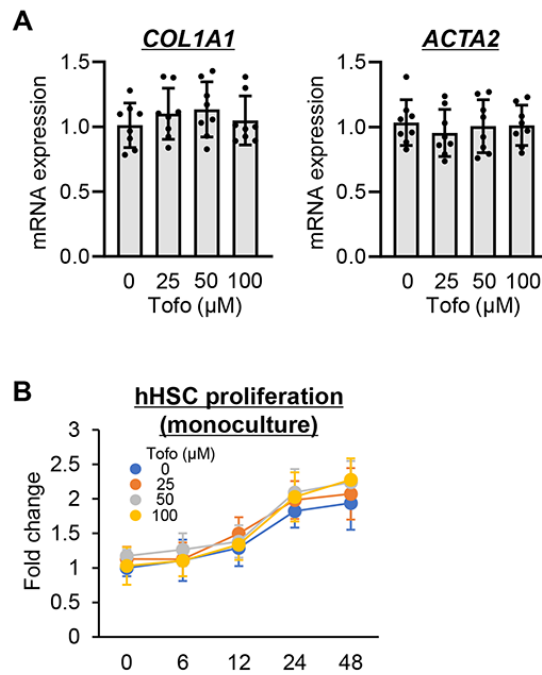 A
COL1A1
ACTA2
mRNA expression
1.5
1.0
0.5
0.0
0 25 50 100
Tofo (µM)
mRNA expression
1.5
1.0
0.5
0.0
0 25 50 100
Tofo (µM)
B
hHSC proliferation
(monoculture)
Fold change
3
2.5
2
1.5
1
0.5
0
Tofo (µM)
0
25
50
100
0 6 12 24 48